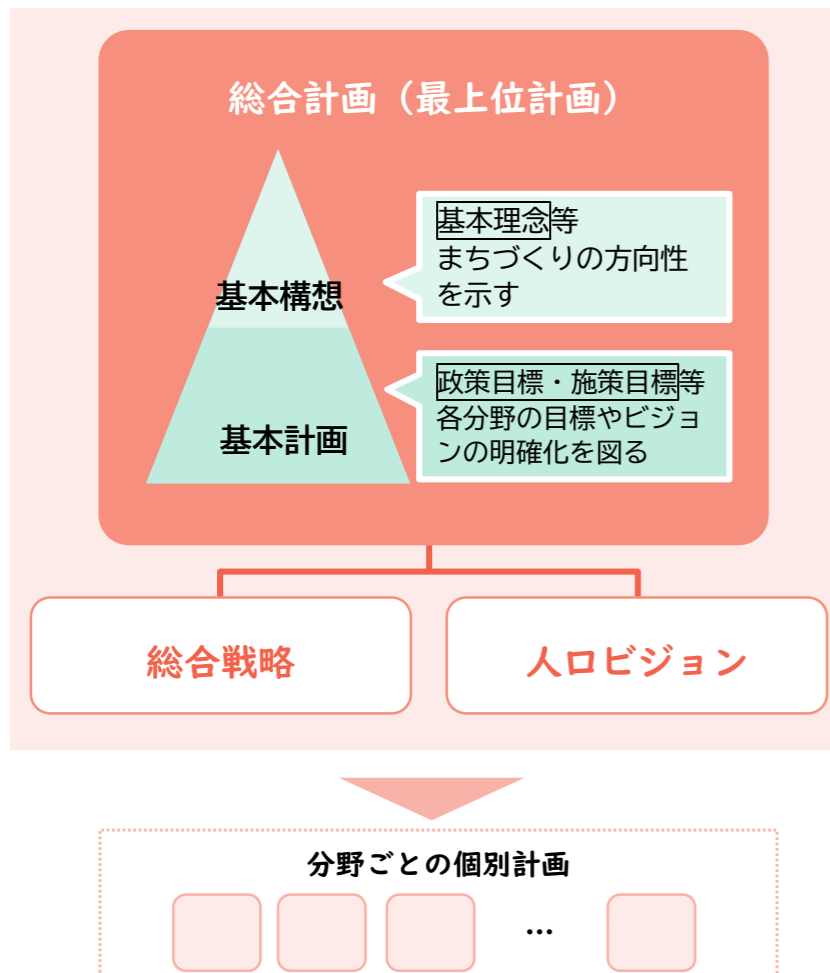 総合計画（最上位計画）
基本理念等
まちづくりの方向性
を示す
基本構想
政策目標・施策目標等
各分野の目標やビジョ
ンの明確化を図る
基本計画
総合戦略
人口ビジョン
分野ごとの個別計画
…